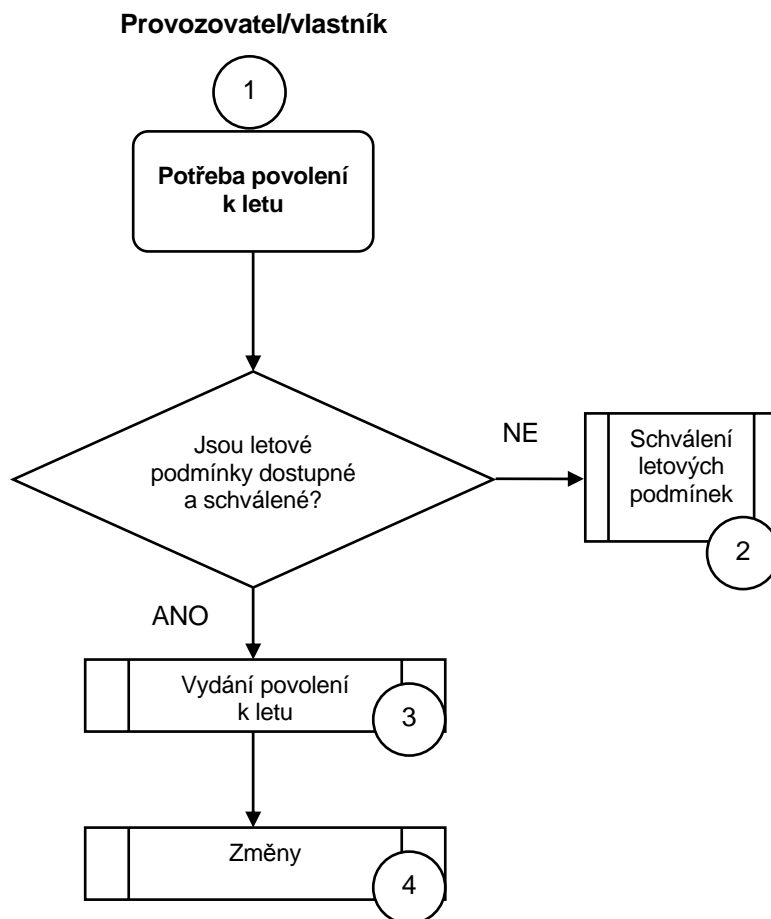 Provozovatel/vlastník
1
Potřeba povolení
k letu
Jsou letové
podmínky dostupné
a schválené?
NE
Schválení
letových
podmínek
2
ANO
Vydání povolení
k letu
3
Změny
4